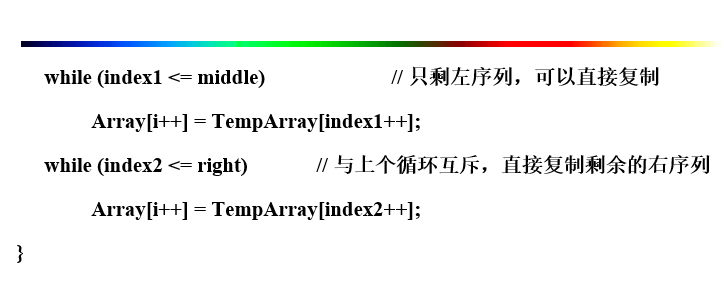 while (index1 <= middle) // 只剩左序列，可以直接复制
Array[i++] = TempArray[index1++];
while (index2 <= right) // 与上个循环互斥，直接复制剩余的右序列
Array[i++] = TempArray[index2++];
}